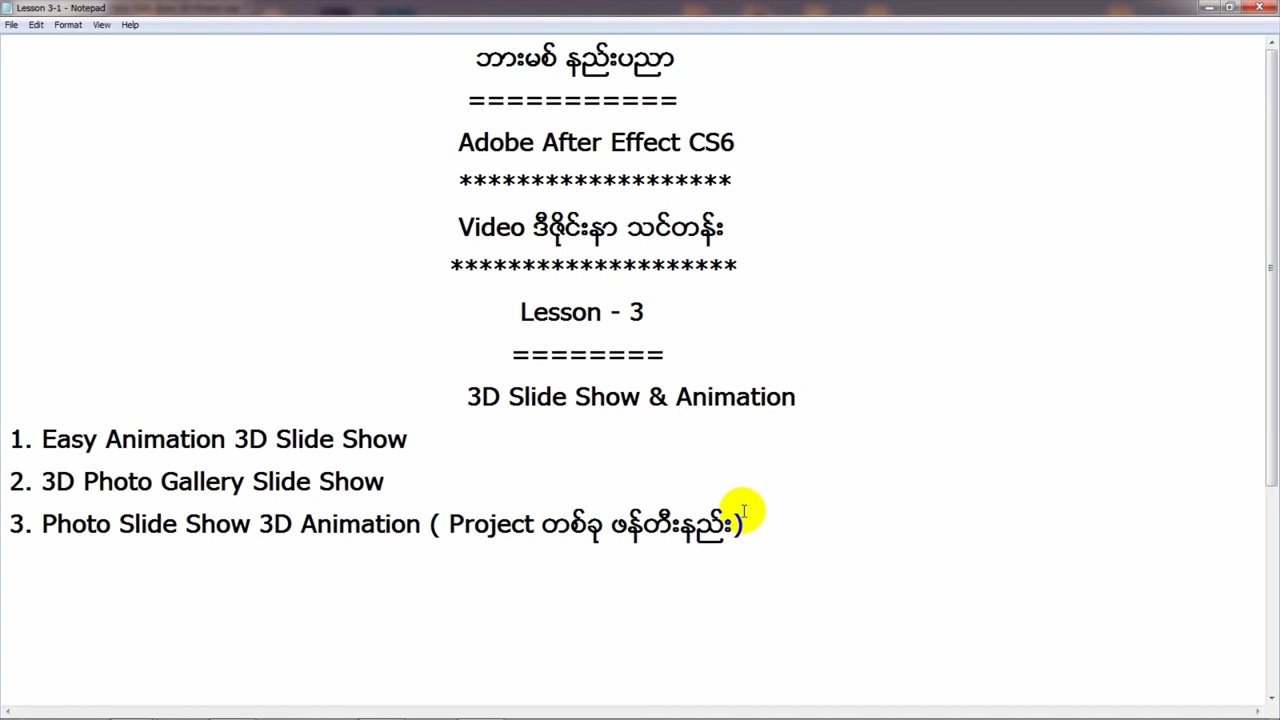 Lesson 3-1 - Notepad
File Edit Format View Help
ဘားမစ် နည်းပညာ
===========
Adobe After Effect CS6
*******************
Video ဒီဇိုင်းနာ သင်တန်း
********************
Lesson - 3
========
3D Slide Show & Animation
1. Easy Animation 3D Slide Show
2. 3D Photo Gallery Slide Show
3. Photo Slide Show 3D Animation ( Project တစ်ခု ဖန်တီးနည်း)